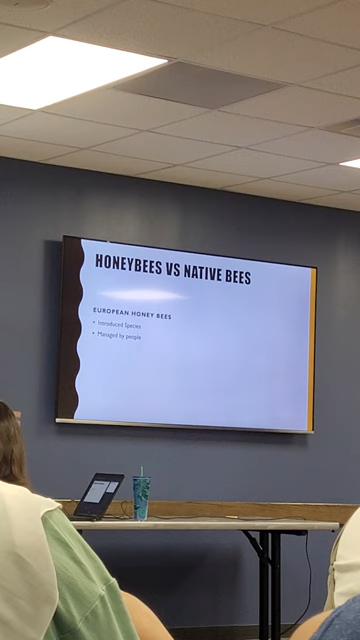 HONEYBEES VS NATIVE BEES
EUROPEAN HONEY BEES
• Introduced Species
• Managed by people